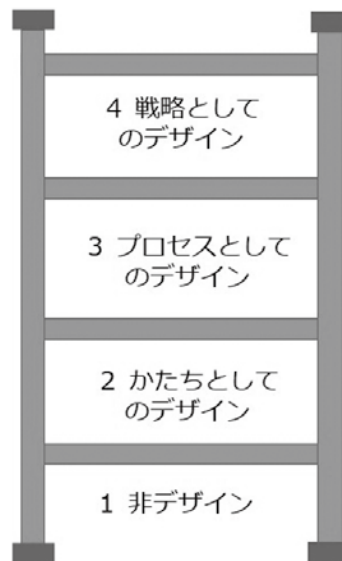 4 戦略として
のデザイン
3 プロセスとして
のデザイン
2 かたちとして
のデザイン
1 非デザイン